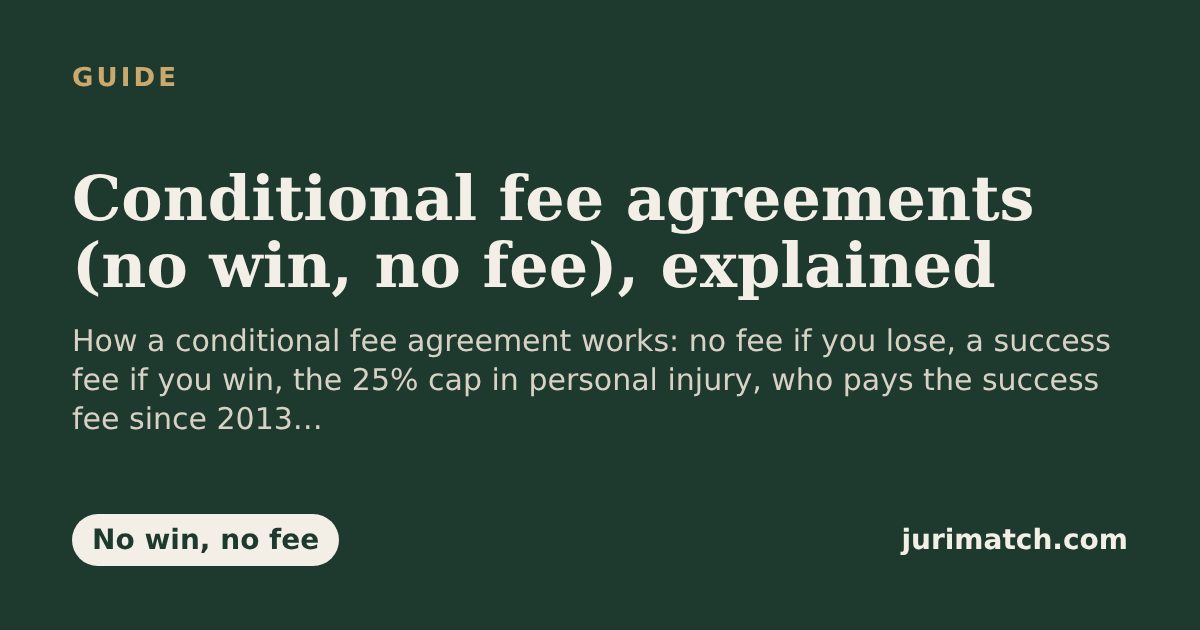 GUIDE
Conditional fee agreements
(no win, no fee), explained
How a conditional fee agreement works: no fee if you lose, a success
fee if you win, the 25% cap in personal injury, who pays the success
fee since 2013…
No win, no fee
jurimatch.com